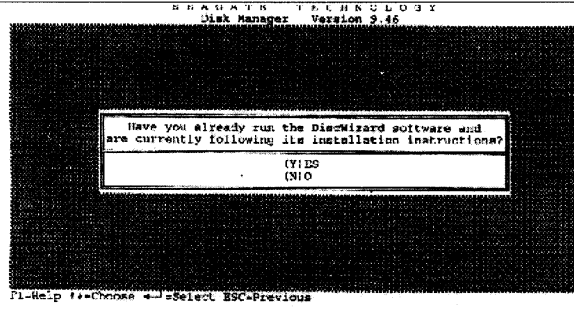 SEAGATE TECHNOLOGY
Disk Manager Version 9.46
Have you already run the DiscWizard software and
are currently following its installation instructions?
(Y)ES
(N)O
F1=Help ↑↓=Choose ←┘=Select ESC=Previous